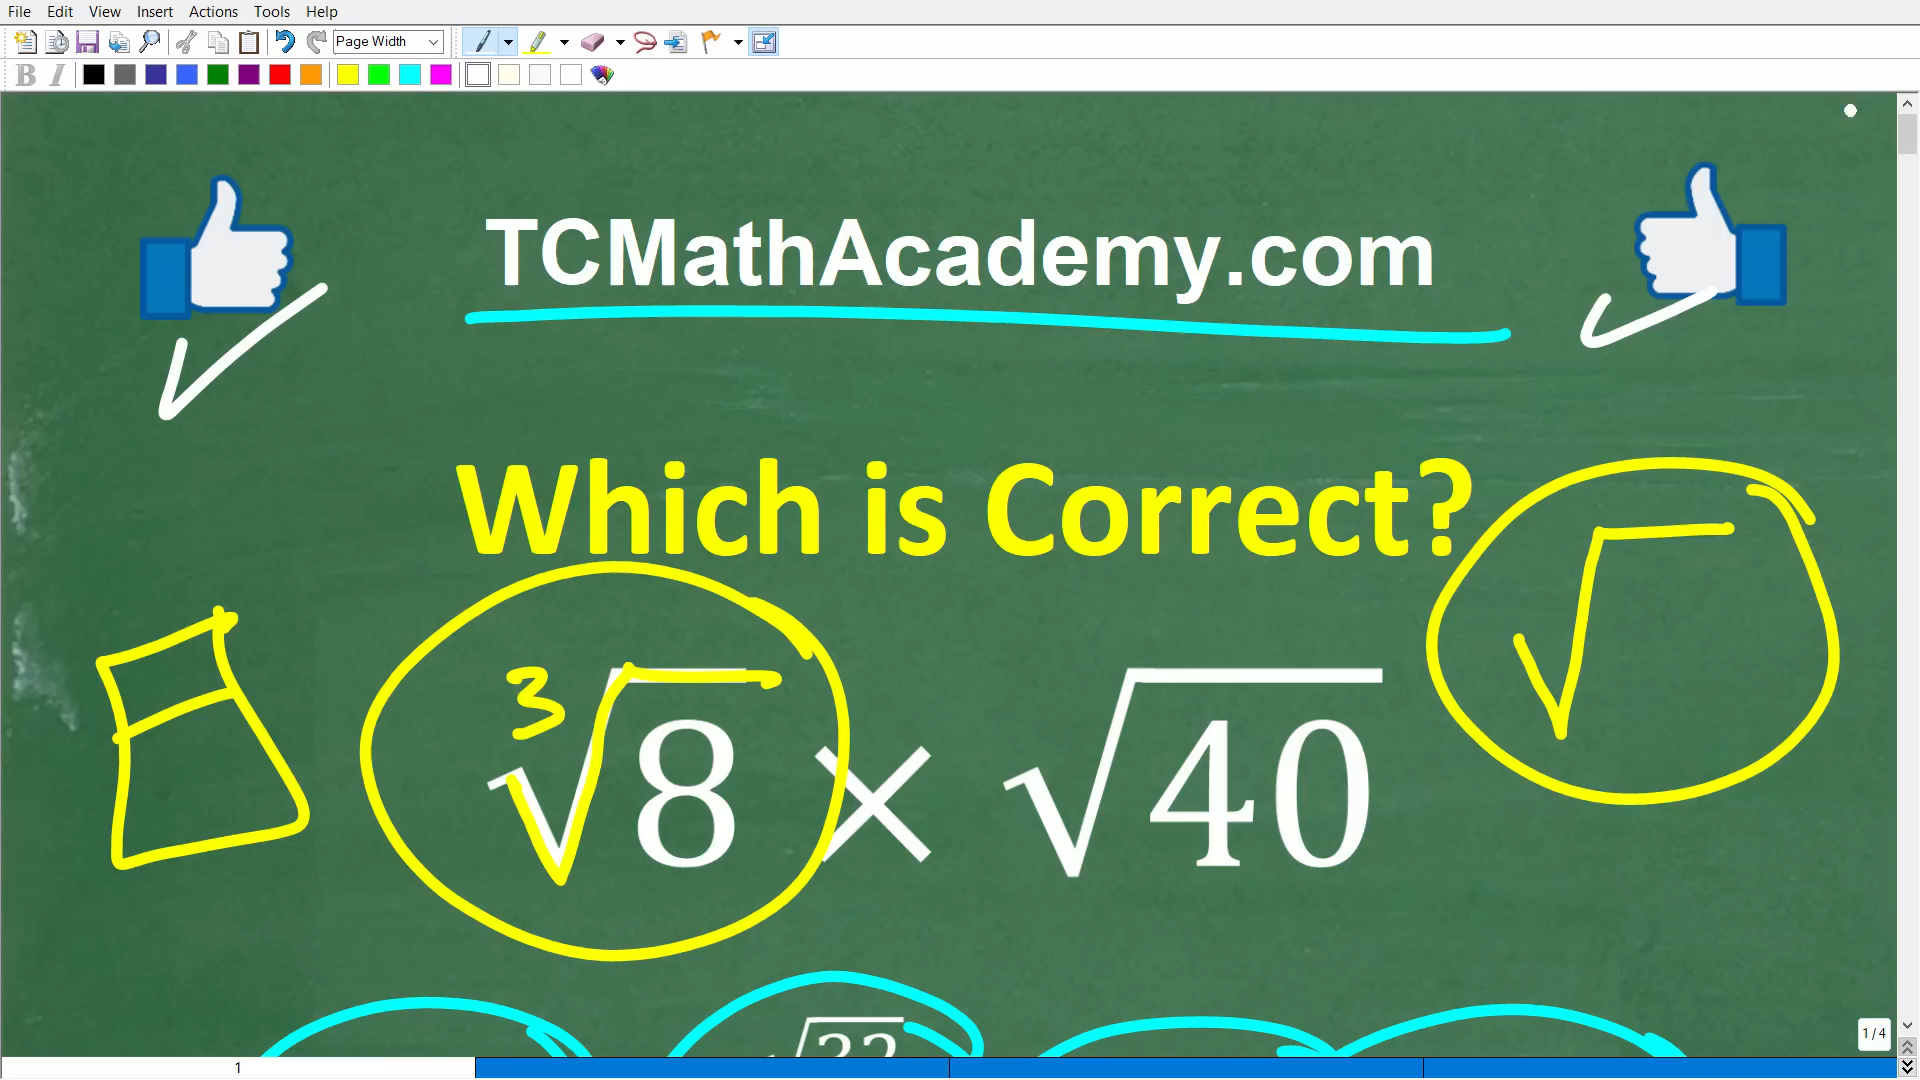 File Edit View Insert Actions Tools Help
Page Width
B I
TCMathAcademy.com
Which is Correct?
√
3
√8 × √40
1 / 4
1